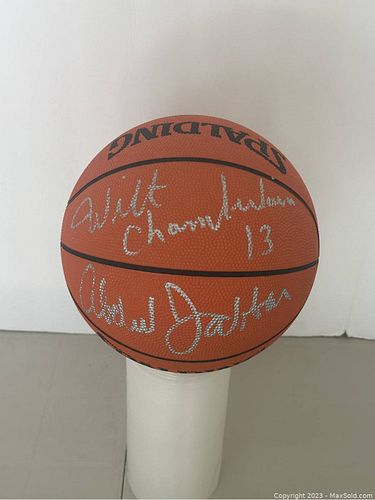 SPALDING
Wilt
Chamberlain
13
Abdul Jabbar
Copyright 2023 - MaxSold.com